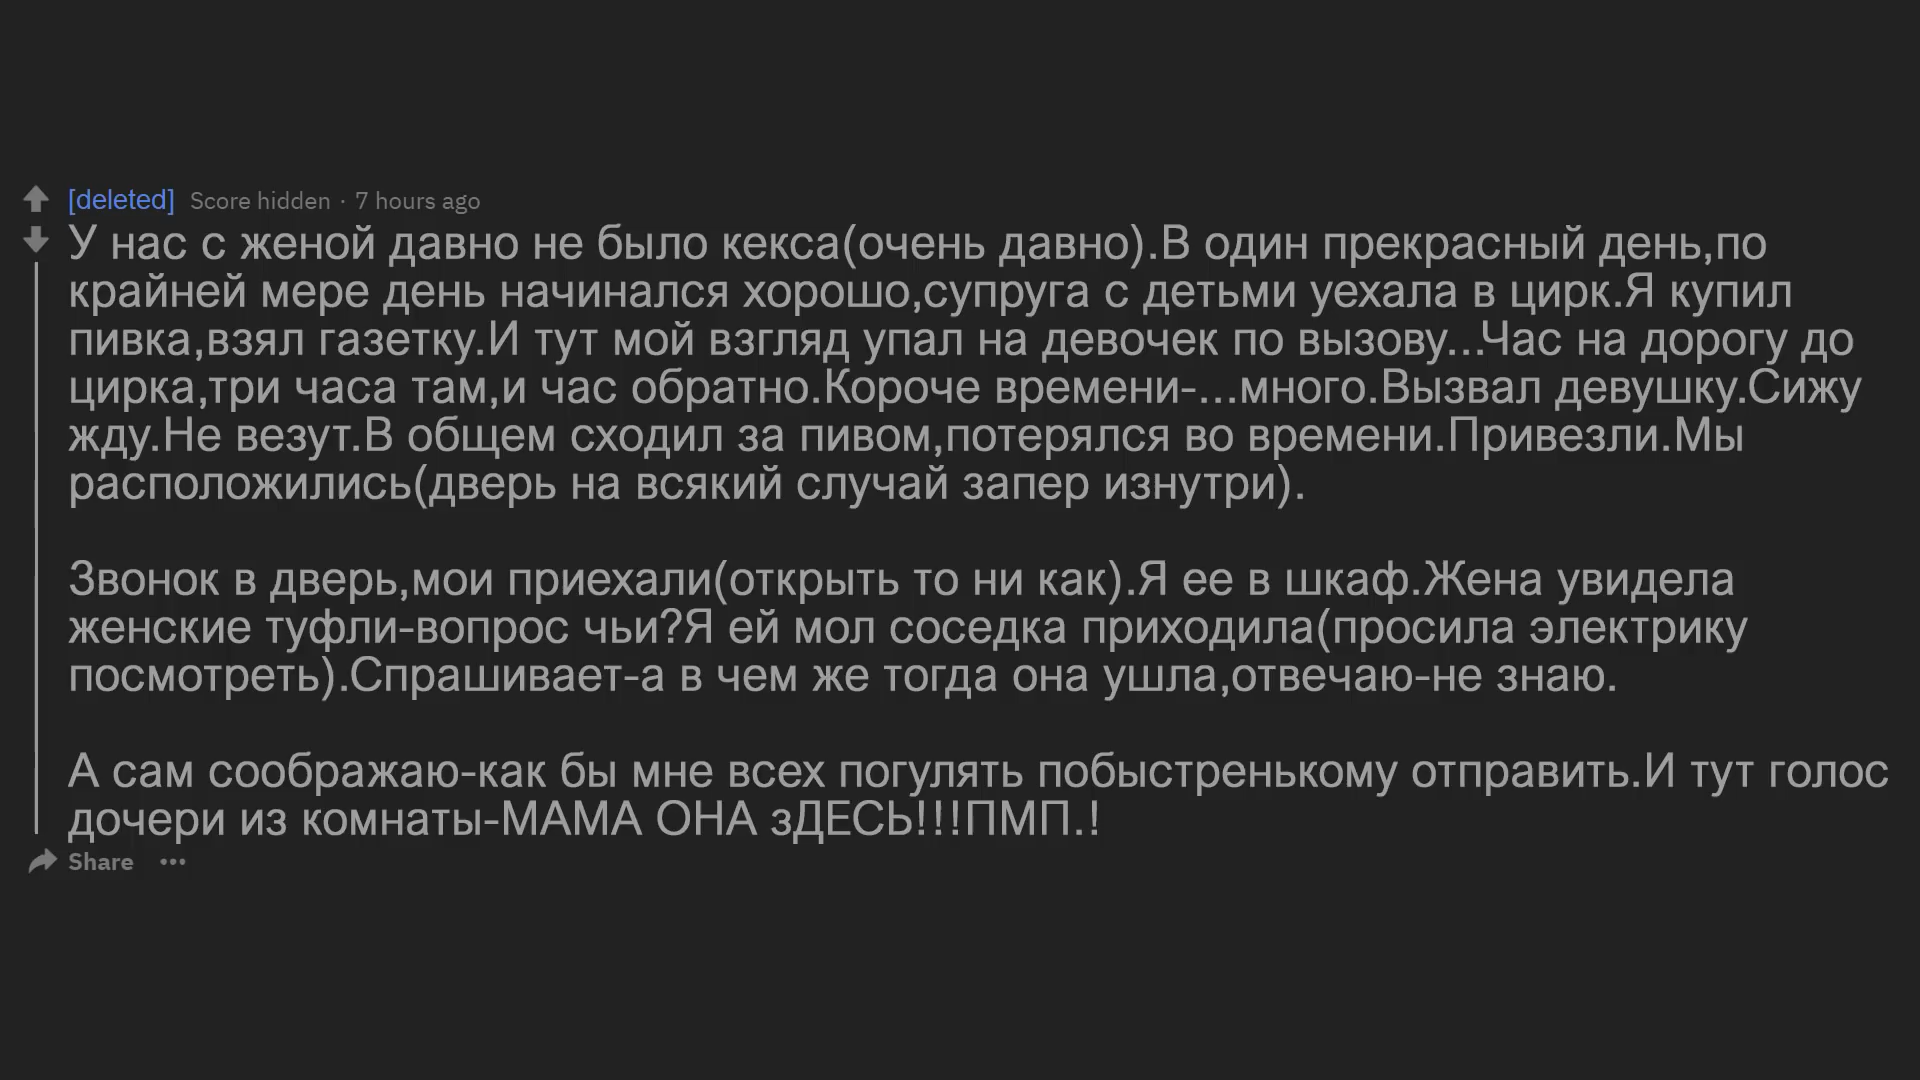 [deleted] Score hidden · 7 hours ago
У нас с женой давно не было кекса(очень давно).В один прекрасный день,по
крайней мере день начинался хорошо,супруга с детьми уехала в цирк.Я купил
пивка,взял газетку.И тут мой взгляд упал на девочек по вызову...Час на дорогу до
цирка,три часа там,и час обратно.Короче времени-...много.Вызвал девушку.Сижу
жду.Не везут.В общем сходил за пивом,потерялся во времени.Привезли.Мы
расположились(дверь на всякий случай запер изнутри).
Звонок в дверь,мои приехали(открыть то ни как).Я ее в шкаф.Жена увидела
женские туфли-вопрос чьи?Я ей мол соседка приходила(просила электрику
посмотреть).Спрашивает-а в чем же тогда она ушла,отвечаю-не знаю.
А сам соображаю-как бы мне всех погулять побыстренькому отправить.И тут голос
дочери из комнаты-МАМА ОНА зДЕСЬ!!!ПМП.!
Share ···